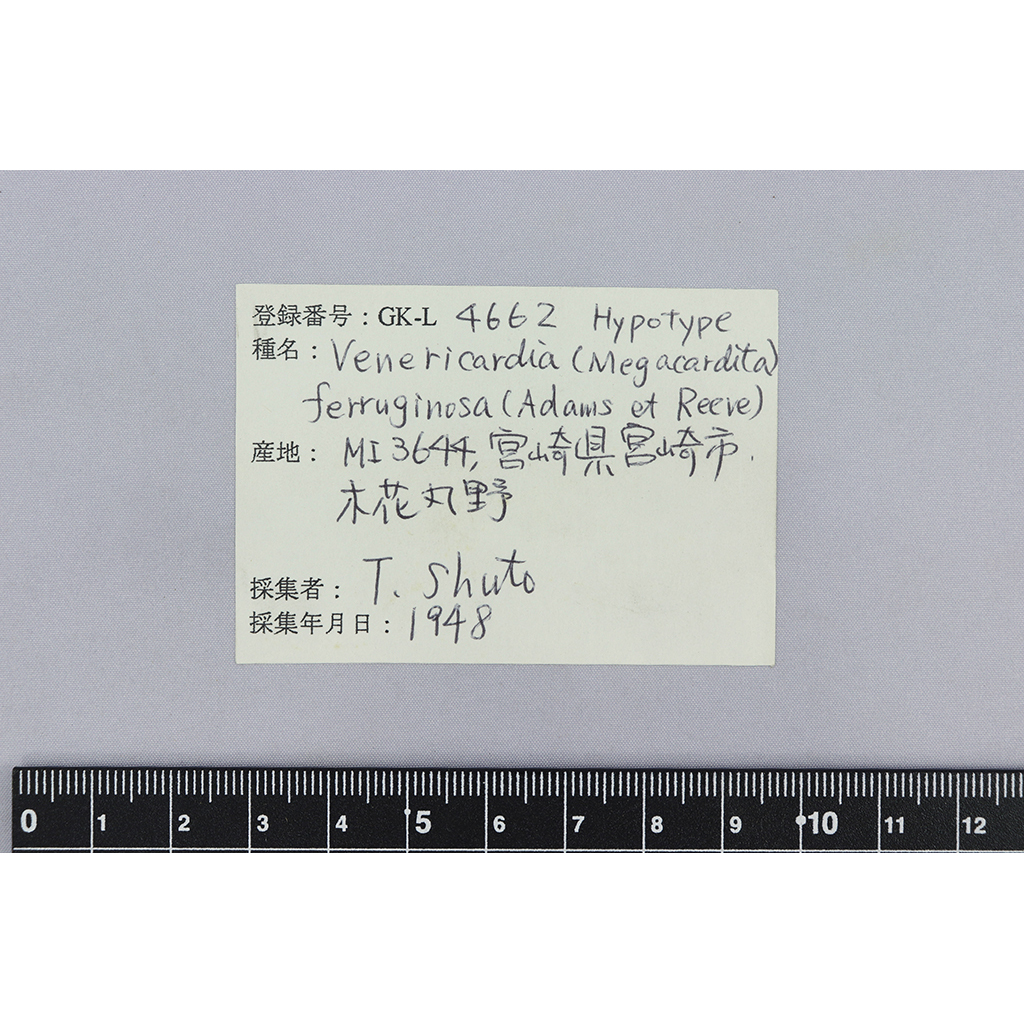 登録番号：GK-L 4662 Hypotype
種名：Venericardia (Megacardita)
ferruginosa (Adams et Reeve)
産地： MI 3644, 宮崎県宮崎市.
木花丸野
採集者： T. Shuto
採集年月日：1948
0 1 2 3 4 5 6 7 8 9 10 11 12